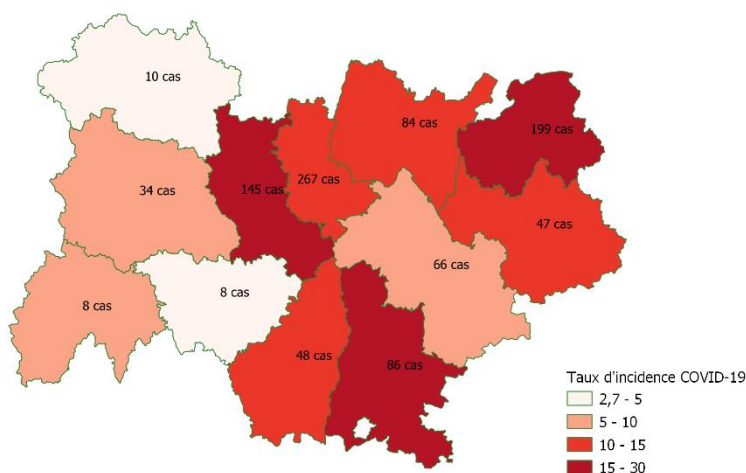 10 cas
84 cas
199 cas
34 cas
145 cas
267 cas
47 cas
66 cas
8 cas
8 cas
48 cas
86 cas
Taux d'incidence COVID-19
2,7 - 5
5 - 10
10 - 15
15 - 30